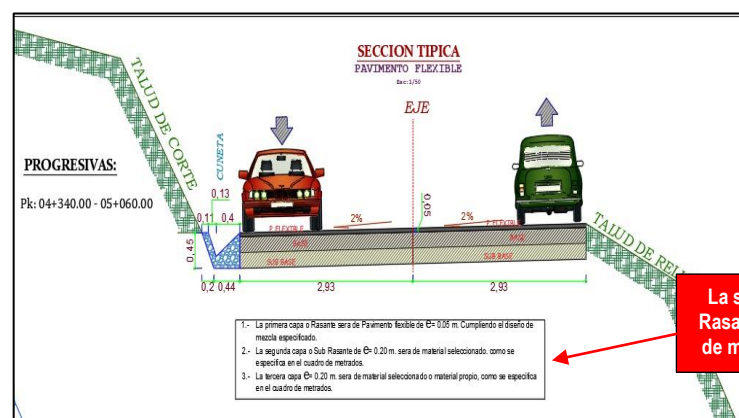 SECCION TIPICA
PAVIMENTO FLEXIBLE
Esc:1/50
EJE
TALUD DE CORTE
CUNETA
PROGRESIVAS:
Pk: 04+340.00 - 05+060.00
0,13
0,11 0,4
0,45
2%
2%
0.05
P. FLEXIBLE
P. FLEXIBLE
BASE
BASE
SUB BASE
SUB BASE
0,2 0,44 2,93 2,93
TALUD DE REL
La s
Rasa
de m
1.- La primera capa o Rasante sera de Pavimento flexible de e= 0.05 m. Cumpliendo el diseño de
mezcla especificado.
2.- La segunda capa o Sub Rasante de e= 0.20 m. sera de material seleccionado. como se
especifica en el cuadro de metrados.
3.- La tercera capa e= 0.20 m. sera de material seleccionado o material propio, como se especifica
en el cuadro de metrados.